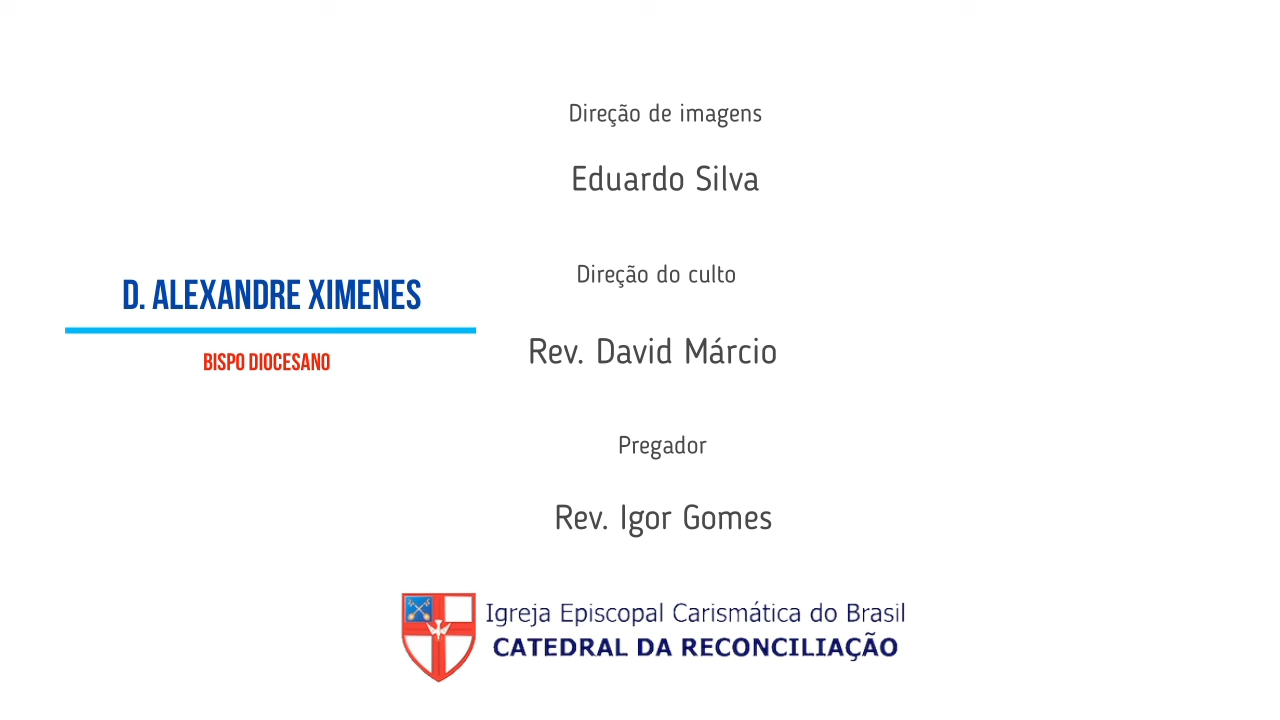 Direção de imagens
Eduardo Silva
Direção do culto
D. ALEXANDRE XIMENES
BISPO DIOCESANO
Rev. David Márcio
Pregador
Rev. Igor Gomes
Igreja Episcopal Carismática do Brasil
CATEDRAL DA RECONCILIAÇÃO